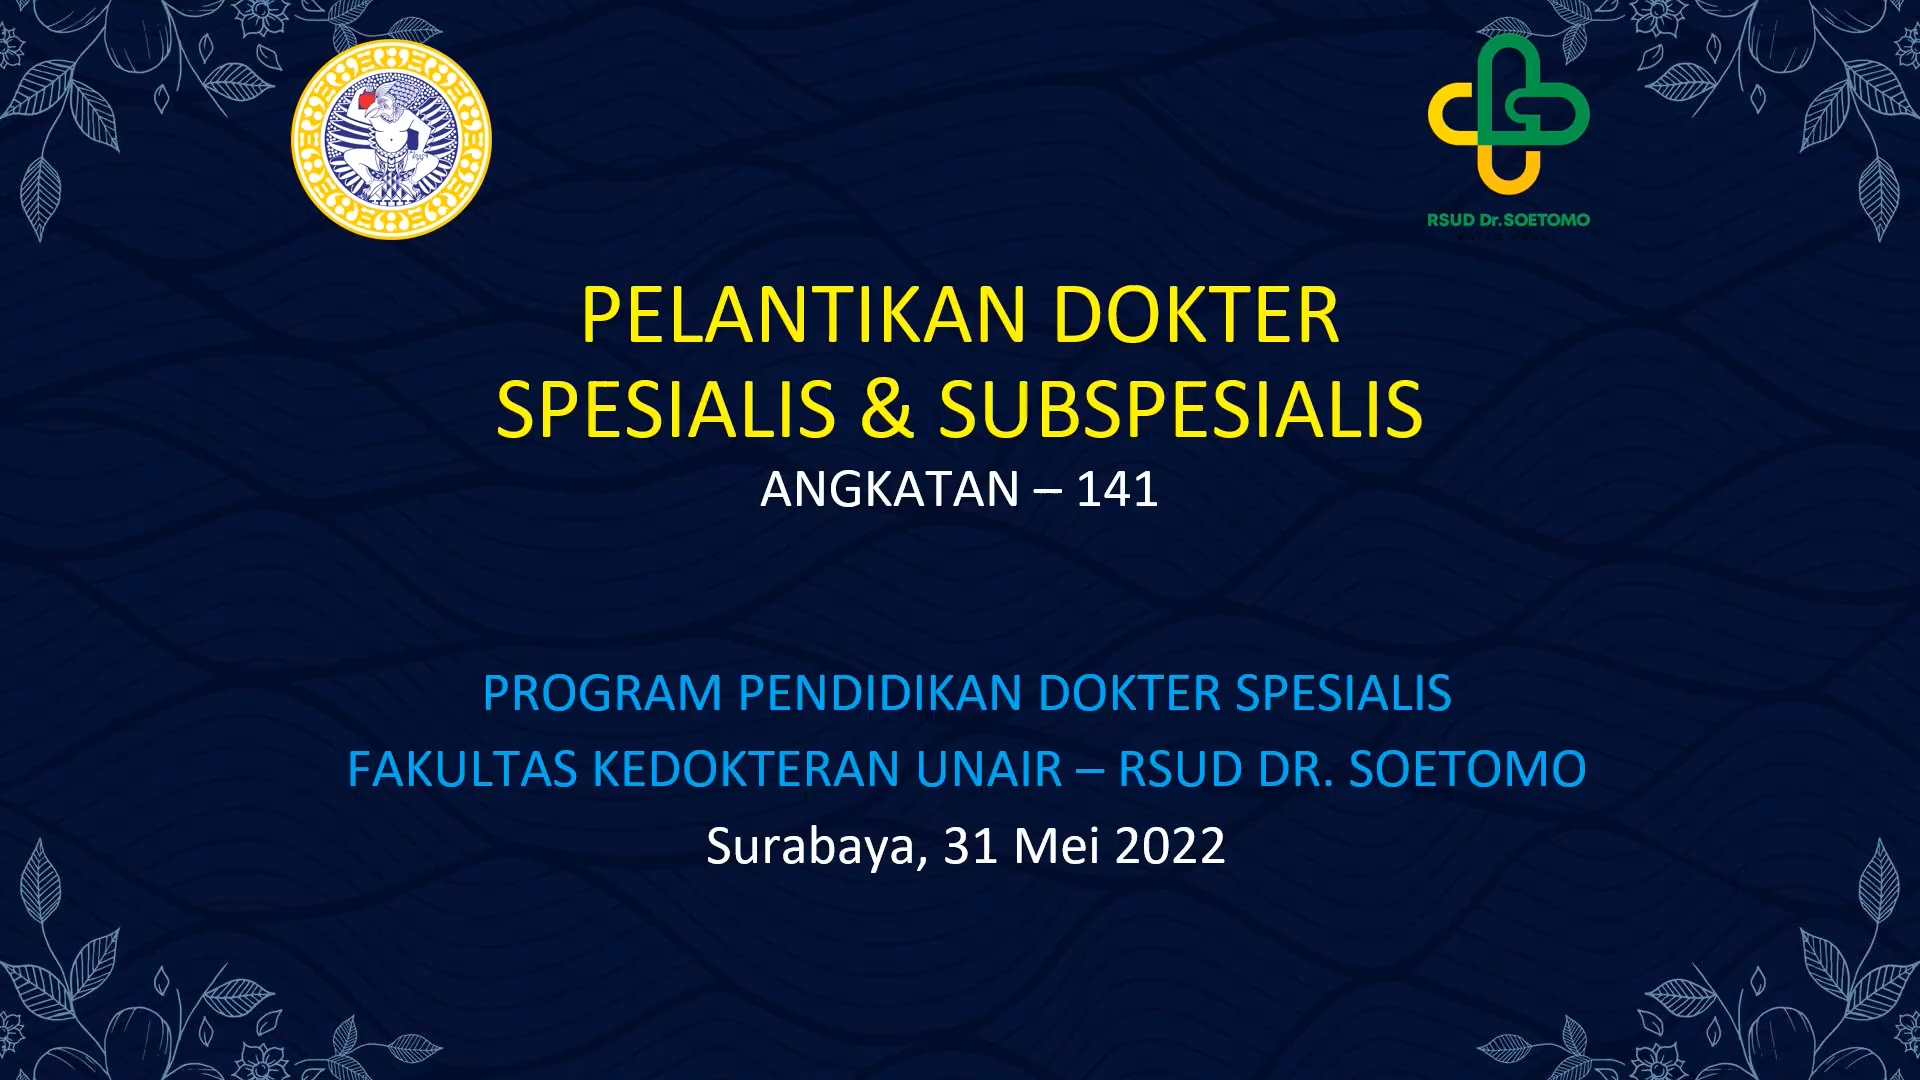 RSUD Dr.SOETOMO
PELANTIKAN DOKTER
SPESIALIS & SUBSPESIALIS
ANGKATAN – 141
PROGRAM PENDIDIKAN DOKTER SPESIALIS
FAKULTAS KEDOKTERAN UNAIR – RSUD DR. SOETOMO
Surabaya, 31 Mei 2022